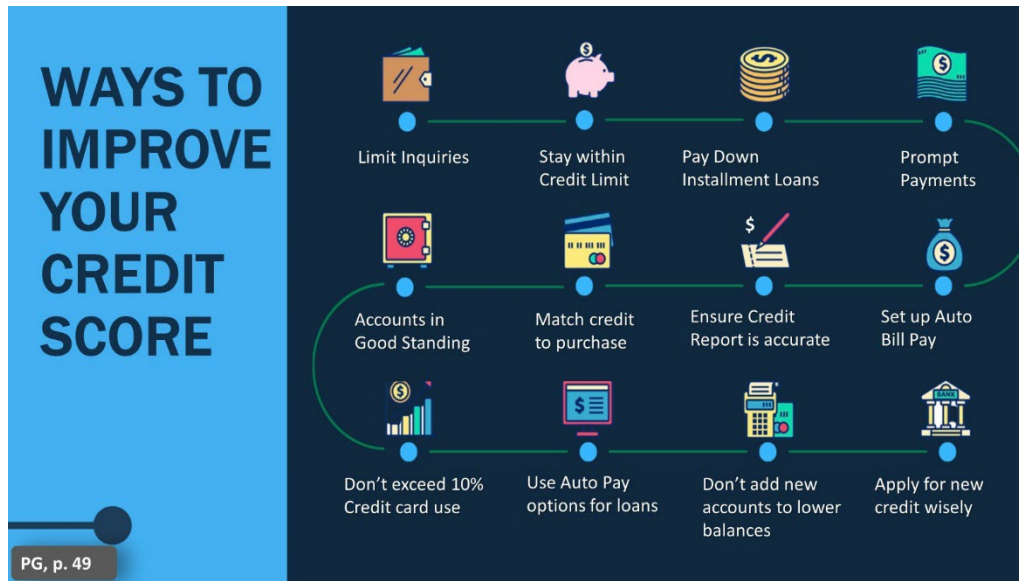 WAYS TO
IMPROVE
YOUR
CREDIT
SCORE
Limit Inquiries
Stay within
Credit Limit
Pay Down
Installment Loans
Prompt
Payments
Accounts in
Good Standing
Match credit
to purchase
Ensure Credit
Report is accurate
Set up Auto
Bill Pay
Don’t exceed 10%
Credit card use
Use Auto Pay
options for loans
Don’t add new
accounts to lower
balances
BANK
Apply for new
credit wisely
PG, p. 49